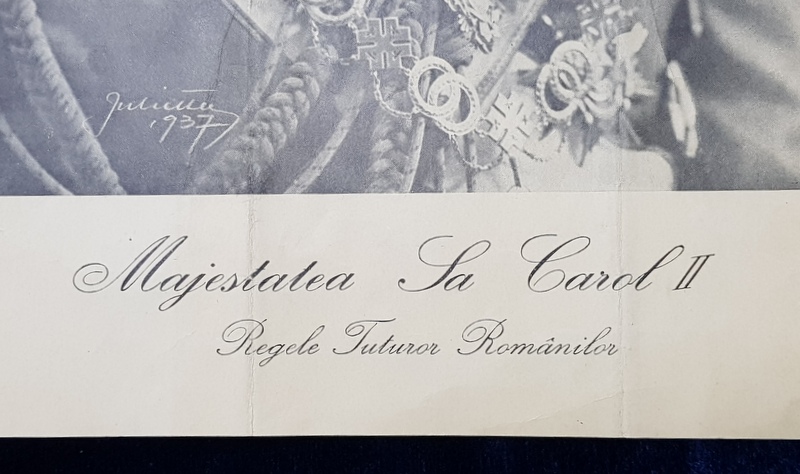 Julietta
1937
Majestatea Sa Carol II
Regele Tuturor Românilor